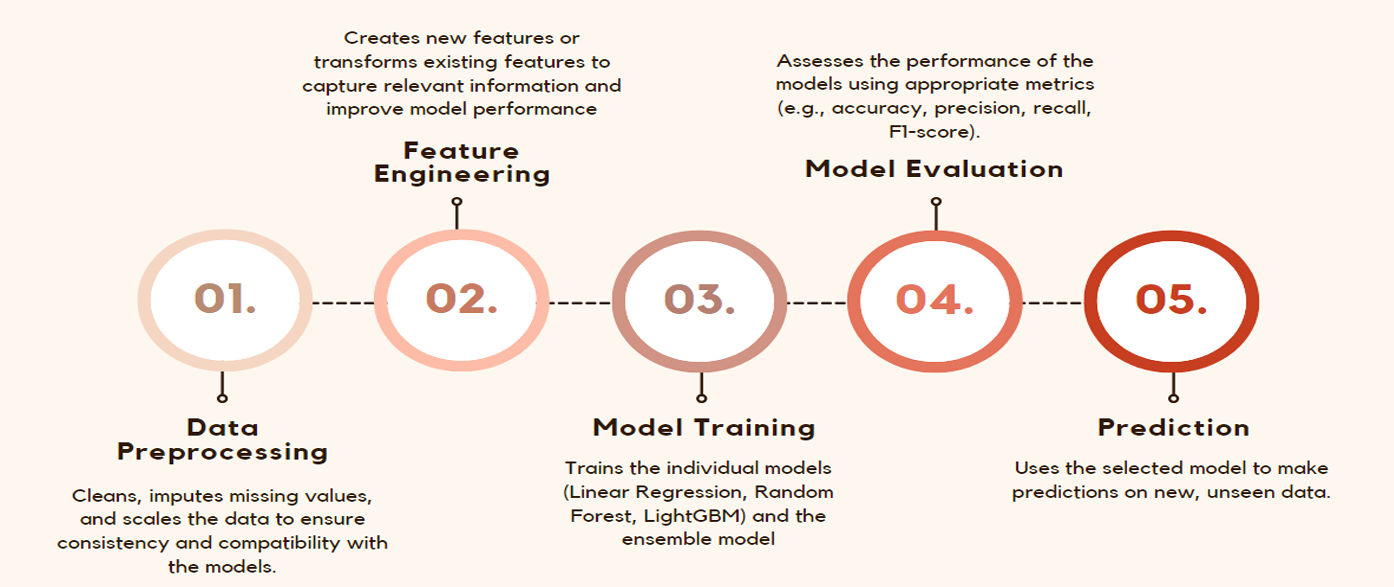 01.
Data
Preprocessing
Cleans, imputes missing values,
and scales the data to ensure
consistency and compatibility with
the models.
Creates new features or
transforms existing features to
capture relevant information and
improve model performance
Feature
Engineering
02.
03.
Model Training
Trains the individual models
(Linear Regression, Random
Forest, LightGBM) and the
ensemble model
Assesses the performance of the
models using appropriate metrics
(e.g., accuracy, precision, recall,
F1-score).
Model Evaluation
04.
05.
Prediction
Uses the selected model to make
predictions on new, unseen data.